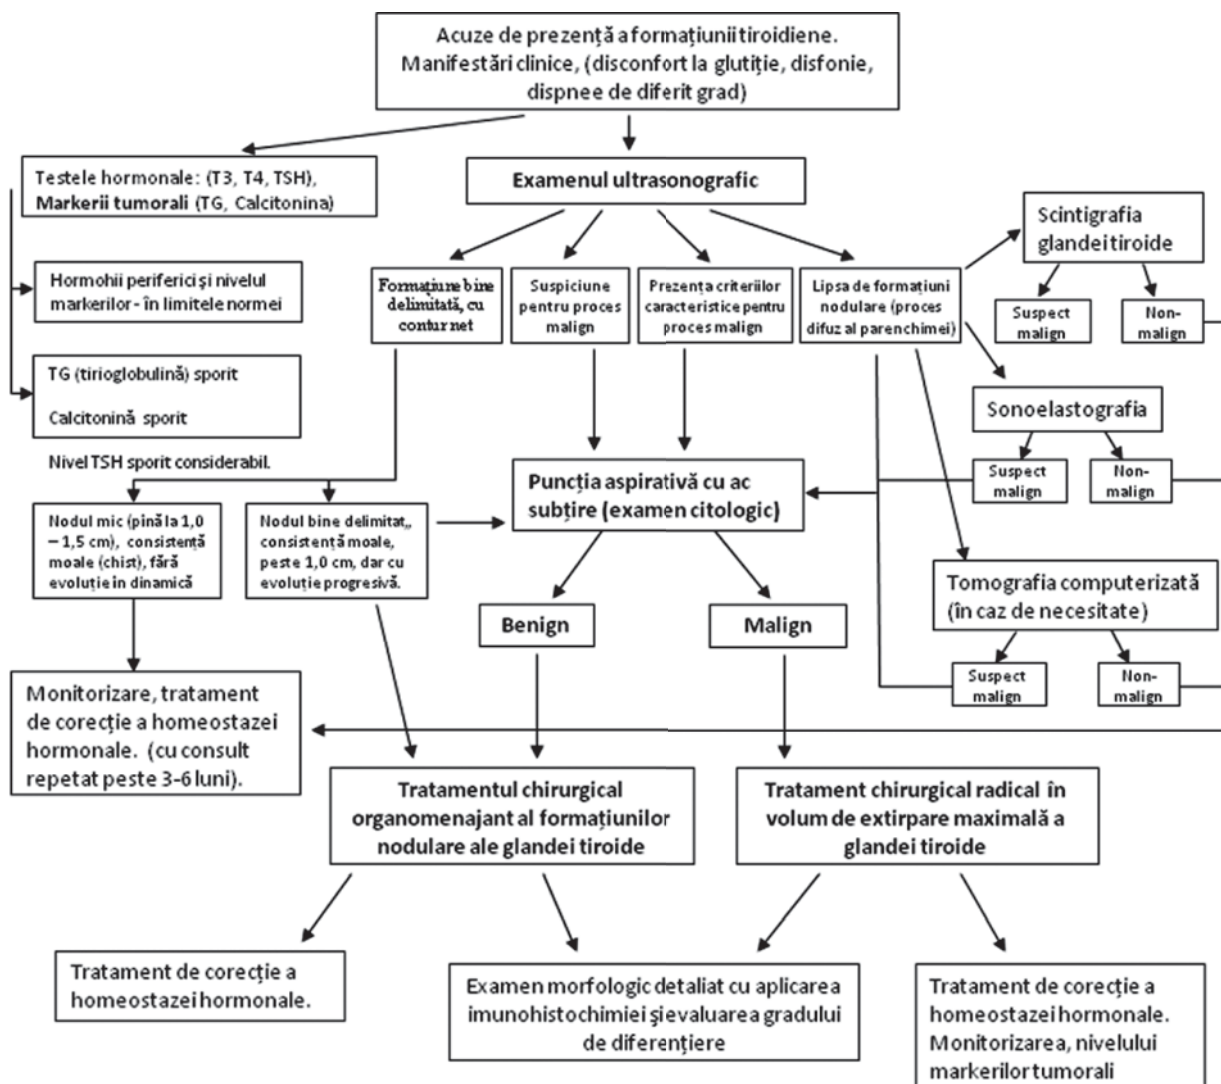 Acuze de prezență a formațiunii tiroidiene.
Manifestări clinice, (disconfort la glutiție, disfonie,
dispnee de diferit grad)
Testele hormonale: (T3, T4, TSH),
Markerii tumorali (TG, Calcitonina)
Examenul ultrasonografic
Scintigrafia
glandei tiroide
Hormohii periferici și nivelul
markerilor - în limitele normei
Formațiune bine
delimitată, cu
contur net
Suspiciune
pentru proces
malign
Prezența criteriilor
caracteristice pentru
proces malign
Lipsa de formațiuni
nodulare (proces
difuz al parenchimei)
Suspect
malign
Non-
malign
TG (tirioglobulină) sporit
Calcitonină sporit
Nivel TSH sporit considerabil.
Sonoelastografia
Suspect
malign
Non-
malign
Puncția aspirativă cu ac
subțire (examen citologic)
Nodul mic (pînă la 1,0
– 1,5 cm), consistență
moale (chist), fără
evoluție în dinamică
Nodul bine delimitat,,
consistență moale,
peste 1,0 cm, dar cu
evoluție progresivă.
Tomografia computerizată
(în caz de necesitate)
Benign
Malign
Suspect
malign
Non-
malign
Monitorizare, tratament
de corecție a homeostazei
hormonale. (cu consult
repetat peste 3-6 luni).
Tratamentul chirurgical
organomenajant al formațiunilor
nodulare ale glandei tiroide
Tratament chirurgical radical în
volum de extirpare maximală a
glandei tiroide
Tratament de corecție a
homeostazei hormonale.
Examen morfologic detaliat cu aplicarea
imunohistochimiei și evaluarea gradului
de diferențiere
Tratament de corecție a
homeostazei hormonale.
Monitorizarea, nivelului
markerilor tumorali